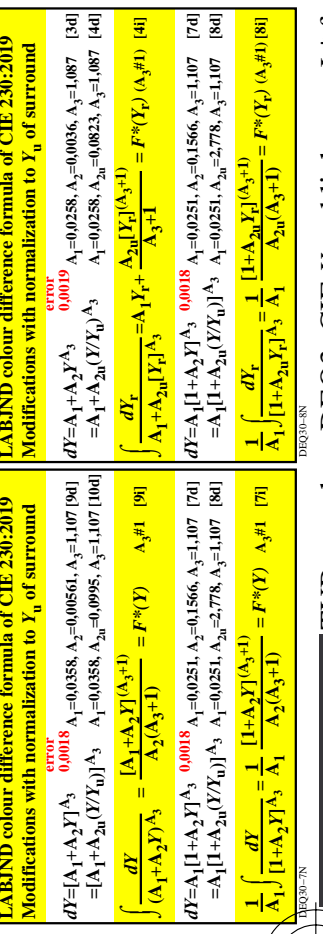 LABJND colour difference formula of CIE 230:2019
Modifications with normalization to Yᵤ of surround
error
dY=[A₁+A₂Y]^A₃ 0,0018 A₁=0,0358, A₂=0,00561, A₃=1,107 [9d]
=[A₁+A₂ᵤ(Y/Yᵤ)]^A₃ A₁=0,0358, A₂ᵤ=0,0995, A₃=1,107 [10d]
∫ dY/(A₁+A₂Y)^A₃ = [A₁+A₂Y]^(A₃+1)/A₂(A₃+1) = F*(Y) A₃#1 [9i]
dY=A₁[1+A₂Y]^A₃ 0,0018 A₁=0,0251, A₂=0,1566, A₃=1,107 [7d]
=A₁[1+A₂ᵤ(Y/Yᵤ)]^A₃ A₁=0,0251, A₂ᵤ=2,778, A₃=1,107 [8d]
1/A₁ ∫ dY/[1+A₂Y]^A₃ = 1/A₁ [1+A₂Y]^(A₃+1)/A₂(A₃+1) = F*(Y) A₃#1 [7i]
DEQ30-7N
LABJND colour difference formula of CIE 230:2019
Modifications with normalization to Yᵤ of surround
error
dY=A₁+A₂Y^A₃ 0,0019 A₁=0,0258, A₂=0,0036, A₃=1,087 [3d]
=A₁+A₂ᵤ(Y/Yᵤ)^A₃ A₁=0,0258, A₂ᵤ=0,0823, A₃=1,087 [4d]
∫ dYᵣ/A₁+A₂ᵤ[Yᵣ]^A₃ =A₁Yᵣ+ A₂ᵤ[Yᵣ]^(A₃+1)/A₃+1 = F*(Yᵣ) (A₃#1) [4i]
dY=A₁[1+A₂Y]^A₃ 0,0018 A₁=0,0251, A₂=0,1566, A₃=1,107 [7d]
=A₁[1+A₂ᵤ(Y/Yᵤ)]^A₃ A₁=0,0251, A₂ᵤ=2,778, A₃=1,107 [8d]
1/A₁ ∫ dYᵣ/[1+A₂ᵤYᵣ]^A₃ = 1/A₁ [1+A₂ᵤYᵣ]^(A₃+1)/A₂ᵤ(A₃+1) = F*(Yᵣ) (A₃#1) [8i]
DEQ30-8N